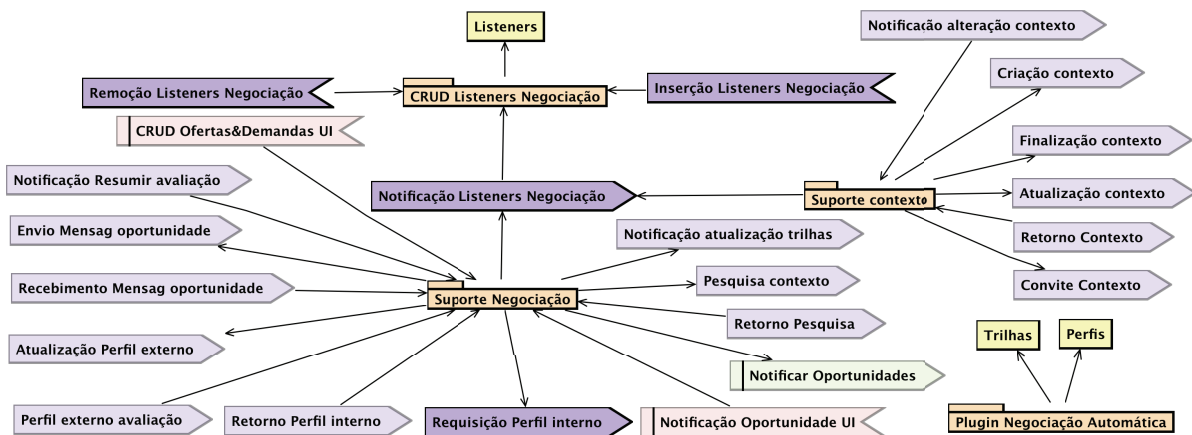 Listeners
Notificacão alteração contexto
Criação contexto
Remoção Listeners Negociação
CRUD Listeners Negociação
Inserção Listeners Negociação
CRUD Ofertas&Demandas UI
Finalização contexto
Notificação Resumir avaliação
Notificação Listeners Negociação
Suporte contexto
Atualização contexto
Envio Mensag oportunidade
Notificação atualização trilhas
Retorno Contexto
Recebimento Mensag oportunidade
Suporte Negociação
Pesquisa contexto
Convite Contexto
Retorno Pesquisa
Atualização Perfil externo
Trilhas
Perfis
Notificar Oportunidades
Perfil externo avaliação
Retorno Perfil interno
Requisição Perfil interno
Notificação Oportunidade UI
Plugin Negociação Automática